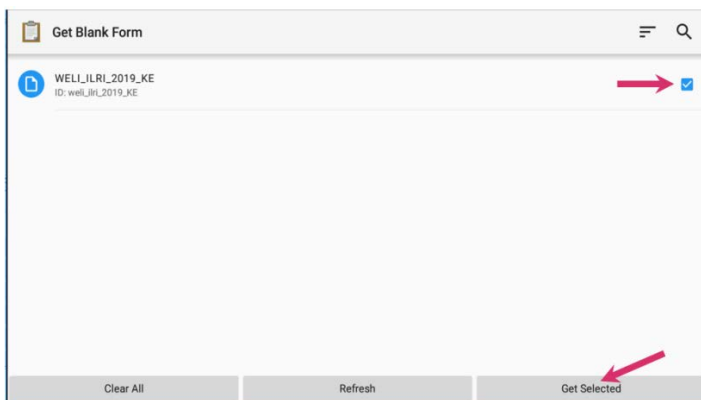 Get Blank Form
WELI_ILRI_2019_KE
ID: weli_ilri_2019_KE
Clear All
Refresh
Get Selected